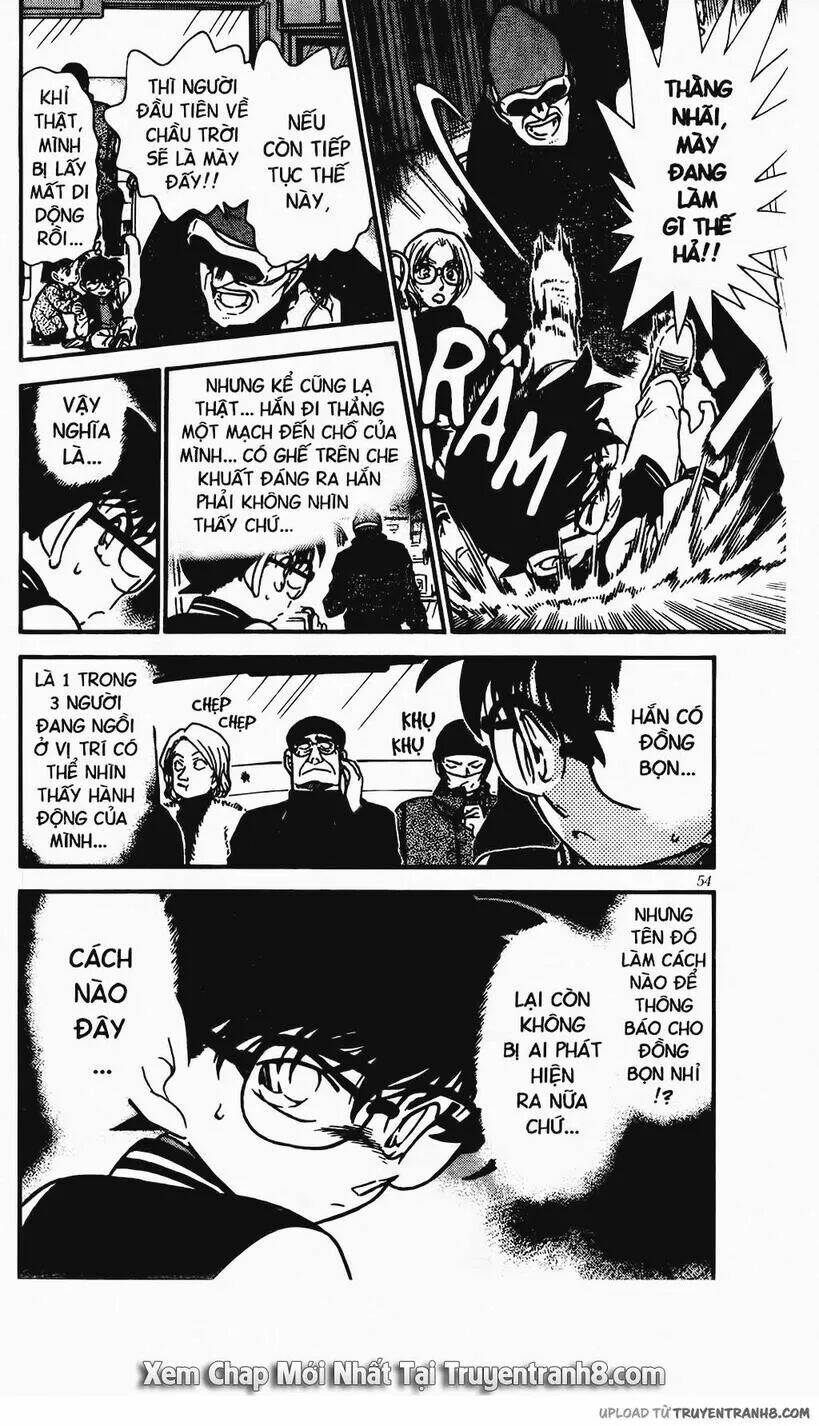 THẰNG
NHÃI,
MÀY
ĐANG
LÀM
GÌ THẾ
HẢ!!
RẦM
NẾU
CÒN TIẾP
TỤC THẾ
NÀY,
THÌ NGƯỜI
ĐẦU TIÊN VỀ
CHẦU TRỜI
SẼ LÀ MÀY
ĐẤY!!
KHỈ
THẬT,
MÌNH
BỊ LẤY
MẤT DI
DỘNG
RỒI...
NHƯNG KỂ CŨNG LẠ
THẬT... HẮN ĐI THẲNG
MỘT MẠCH ĐẾN CHỖ CỦA
MÌNH... CÓ GHẾ TRÊN CHE
KHUẤT ĐÁNG RA HẮN
PHẢI KHÔNG NHÌN
THẤY CHỨ...
VẬY
NGHĨA
LÀ...
HẮN CÓ
ĐỒNG
BỌN...
KHỤ
KHỤ
CHẸP
CHẸP
LÀ 1 TRONG
3 NGƯỜI
ĐANG NGỒI
Ở VỊ TRÍ CÓ
THỂ NHÌN
THẤY HÀNH
ĐỘNG CỦA
MÌNH...
54
NHƯNG
TÊN ĐÓ
LÀM CÁCH
NÀO ĐỂ
THÔNG
BÁO CHO
ĐỒNG
BỌN NHỈ
!?
LẠI CÒN
KHÔNG
BỊ AI PHÁT
HIỆN
RA NỮA
CHỨ...
CÁCH
NÀO
ĐÂY
...
Xem Chap Mới Nhất Tại Truyentranh8.com
UPLOAD TỪ TRUYENTRANH8.COM